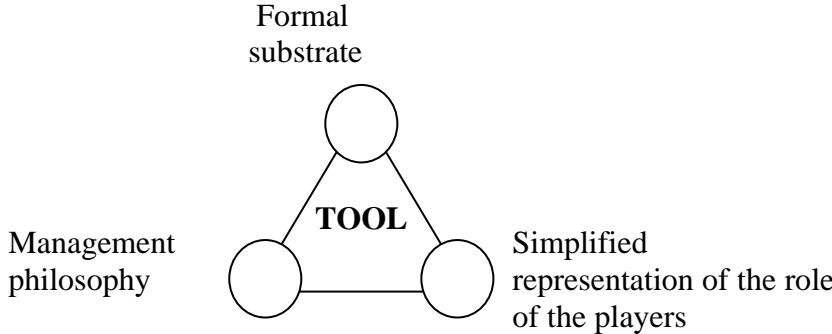 Formal
substrate
TOOL
Management
philosophy
Simplified
representation of the role
of the players